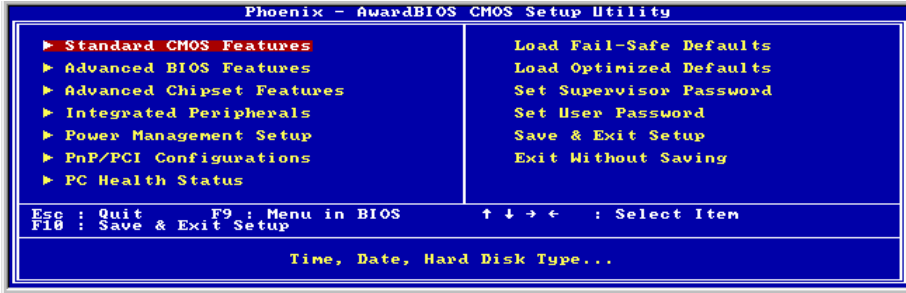 Phoenix - AwardBIOS CMOS Setup Utility
► Standard CMOS Features
► Advanced BIOS Features
► Advanced Chipset Features
► Integrated Peripherals
► Power Management Setup
► PnP/PCI Configurations
► PC Health Status
Load Fail-Safe Defaults
Load Optimized Defaults
Set Supervisor Password
Set User Password
Save & Exit Setup
Exit Without Saving
Esc : Quit F9 : Menu in BIOS ↑ ↓ → ← : Select Item
F10 : Save & Exit Setup
Time, Date, Hard Disk Type...